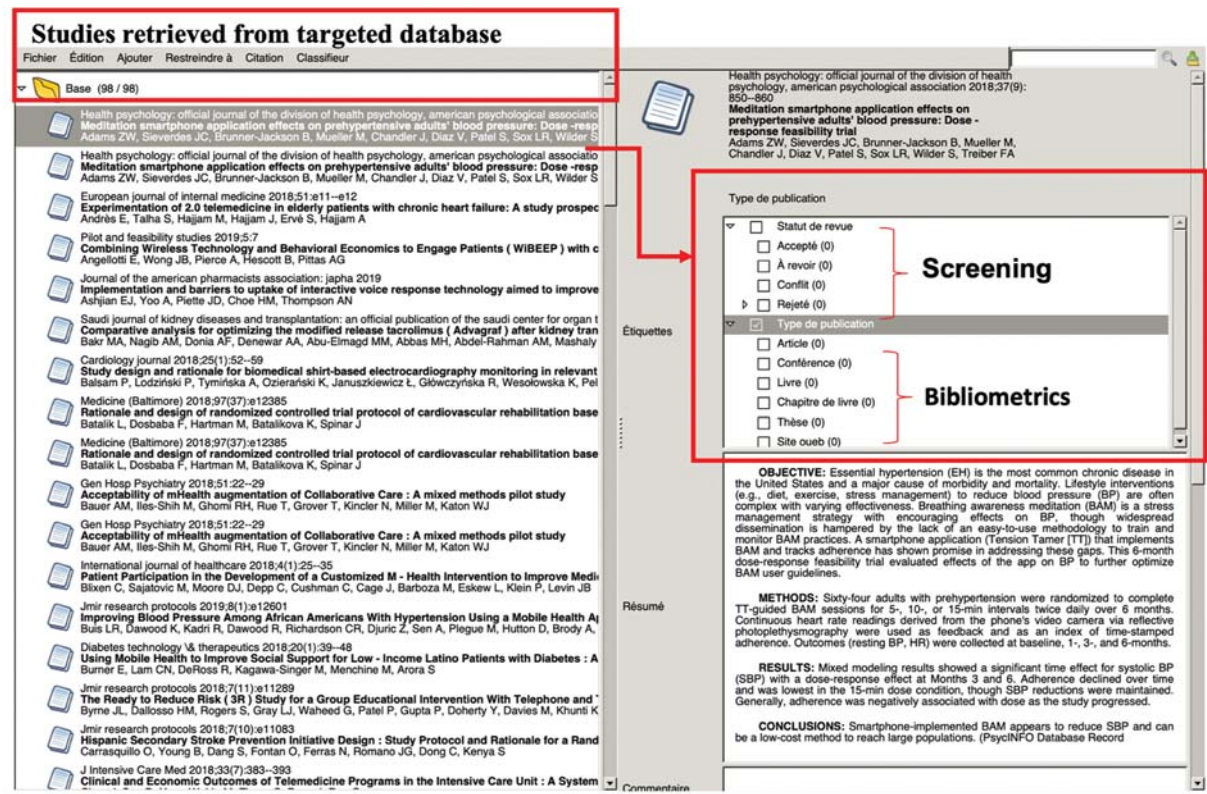 Studies retrieved from targeted database
Fichier Édition Ajouter Restreindre à Citation Classifieur
Base (98 / 98)
Health psychology: official journal of the division of health psychology, american psychological associatio
Meditation smartphone application effects on prehypertensive adults' blood pressure: Dose -resp
Adams ZW, Sieverdes JC, Brunner-Jackson B, Mueller M, Chandler J, Diaz V, Patel S, Sox LR, Wilder S
Health psychology: official journal of the division of health psychology, american psychological associatio
Meditation smartphone application effects on prehypertensive adults' blood pressure: Dose -resp
Adams ZW, Sieverdes JC, Brunner-Jackson B, Mueller M, Chandler J, Diaz V, Patel S, Sox LR, Wilder S
European journal of internal medicine 2018;51:e11--e12
Experimentation of 2.0 telemedicine in elderly patients with chronic heart failure: A study prospec
Andrès E, Talha S, Hajjam M, Hajjam J, Ervé S, Hajjam A
Pilot and feasibility studies 2019;5:7
Combining Wireless Technology and Behavioral Economics to Engage Patients ( WiBEEP ) with c
Angellotti E, Wong JB, Pierce A, Hescott B, Pittas AG
Journal of the american pharmacists association: japha 2019
Implementation and barriers to uptake of interactive voice response technology aimed to improve
Ashjian EJ, Yoo A, Piette JD, Choe HM, Thompson AN
Saudi journal of kidney diseases and transplantation: an official publication of the saudi center for organ t
Comparative analysis for optimizing the modified release tacrolimus ( Advagraf ) after kidney tran
Bakr MA, Nagib AM, Donia AF, Denewar AA, Abu-Elmagd MM, Abbas MH, Abdel-Rahman AM, Mashaly
Cardiology journal 2018;25(1):52--59
Study design and rationale for biomedical shirt-based electrocardiography monitoring in relevant
Balsam P, Lodziński P, Tymińska A, Ozierański K, Januszkiewicz Ł, Główczyńska R, Wesołowska K, Pel
Medicine (Baltimore) 2018;97(37):e12385
Rationale and design of randomized controlled trial protocol of cardiovascular rehabilitation base
Batalik L, Dosbaba F, Hartman M, Batalikova K, Spinar J
Medicine (Baltimore) 2018;97(37):e12385
Rationale and design of randomized controlled trial protocol of cardiovascular rehabilitation base
Batalik L, Dosbaba F, Hartman M, Batalikova K, Spinar J
Gen Hosp Psychiatry 2018;51:22--29
Acceptability of mHealth augmentation of Collaborative Care : A mixed methods pilot study
Bauer AM, Iles-Shih M, Ghomi RH, Rue T, Grover T, Kincler N, Miller M, Katon WJ
Gen Hosp Psychiatry 2018;51:22--29
Acceptability of mHealth augmentation of Collaborative Care : A mixed methods pilot study
Bauer AM, Iles-Shih M, Ghomi RH, Rue T, Grover T, Kincler N, Miller M, Katon WJ
International journal of healthcare 2018;4(1):25--35
Patient Participation in the Development of a Customized M - Health Intervention to Improve Medi
Blixen C, Sajatovic M, Moore DJ, Depp C, Cushman C, Cage J, Barboza M, Eskew L, Klein P, Levin JB
Jmir research protocols 2019;8(1):e12601
Improving Blood Pressure Among African Americans With Hypertension Using a Mobile Health Ap
Buis LR, Dawood K, Kadri R, Dawood R, Richardson CR, Djuric Z, Sen A, Plegue M, Hutton D, Brody A,
Diabetes technology \& therapeutics 2018;20(1):39--48
Using Mobile Health to Improve Social Support for Low - Income Latino Patients with Diabetes : A
Burner E, Lam CN, DeRoss R, Kagawa-Singer M, Menchine M, Arora S
Jmir research protocols 2018;7(11):e11289
The Ready to Reduce Risk ( 3R ) Study for a Group Educational Intervention With Telephone and
Byrne JL, Dallosso HM, Rogers S, Gray LJ, Waheed G, Patel P, Gupta P, Doherty Y, Davies M, Khunti K
Jmir research protocols 2018;7(10):e11083
Hispanic Secondary Stroke Prevention Initiative Design : Study Protocol and Rationale for a Rand
Carrasquillo O, Young B, Dang S, Fontan O, Ferras N, Romano JG, Dong C, Kenya S
J Intensive Care Med 2018;33(7):383--393
Clinical and Economic Outcomes of Telemedicine Programs in the Intensive Care Unit : A System
Health psychology: official journal of the division of health
psychology, american psychological association 2018;37(9):
850--860
Meditation smartphone application effects on
prehypertensive adults' blood pressure: Dose -
response feasibility trial
Adams ZW, Sieverdes JC, Brunner-Jackson B, Mueller M,
Chandler J, Diaz V, Patel S, Sox LR, Wilder S, Treiber FA
Type de publication
Étiquettes
Statut de revue
Accepté (0)
À revoir (0)
Conflit (0)
Rejeté (0)
Screening
Type de publication
Article (0)
Conférence (0)
Livre (0)
Chapitre de livre (0)
Thèse (0)
Site oueb (0)
Bibliometrics
Résumé
OBJECTIVE: Essential hypertension (EH) is the most common chronic disease in
the United States and a major cause of morbidity and mortality. Lifestyle interventions
(e.g., diet, exercise, stress management) to reduce blood pressure (BP) are often
complex with varying effectiveness. Breathing awareness meditation (BAM) is a stress
management strategy with encouraging effects on BP, though widespread
dissemination is hampered by the lack of an easy-to-use methodology to train and
monitor BAM practices. A smartphone application (Tension Tamer [TT]) that implements
BAM and tracks adherence has shown promise in addressing these gaps. This 6-month
dose-response feasibility trial evaluated effects of the app on BP to further optimize
BAM user guidelines.
METHODS: Sixty-four adults with prehypertension were randomized to complete
TT-guided BAM sessions for 5-, 10-, or 15-min intervals twice daily over 6 months.
Continuous heart rate readings derived from the phone's video camera via reflective
photoplethysmography were used as feedback and as an index of time-stamped
adherence. Outcomes (resting BP, HR) were collected at baseline, 1-, 3-, and 6-months.
RESULTS: Mixed modeling results showed a significant time effect for systolic BP
(SBP) with a dose-response effect at Months 3 and 6. Adherence declined over time
and was lowest in the 15-min dose condition, though SBP reductions were maintained.
Generally, adherence was negatively associated with dose as the study progressed.
CONCLUSIONS: Smartphone-implemented BAM appears to reduce SBP and can
be a low-cost method to reach large populations. (PsycINFO Database Record
Commentaire